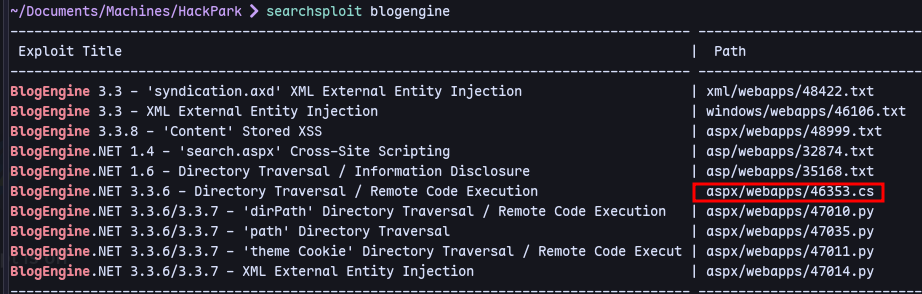 ~/Documents/Machines/HackPark ❯ searchsploit blogengine
Exploit Title | Path
BlogEngine 3.3 - 'syndication.axd' XML External Entity Injection | xml/webapps/48422.txt
BlogEngine 3.3 - XML External Entity Injection | windows/webapps/46106.txt
BlogEngine 3.3.8 - 'Content' Stored XSS | aspx/webapps/48999.txt
BlogEngine.NET 1.4 - 'search.aspx' Cross-Site Scripting | asp/webapps/32874.txt
BlogEngine.NET 1.6 - Directory Traversal / Information Disclosure | asp/webapps/35168.txt
BlogEngine.NET 3.3.6 - Directory Traversal / Remote Code Execution | aspx/webapps/46353.cs
BlogEngine.NET 3.3.6/3.3.7 - 'dirPath' Directory Traversal / Remote Code Execution | aspx/webapps/47010.py
BlogEngine.NET 3.3.6/3.3.7 - 'path' Directory Traversal | aspx/webapps/47035.py
BlogEngine.NET 3.3.6/3.3.7 - 'theme Cookie' Directory Traversal / Remote Code Execut | aspx/webapps/47011.py
BlogEngine.NET 3.3.6/3.3.7 - XML External Entity Injection | aspx/webapps/47014.py